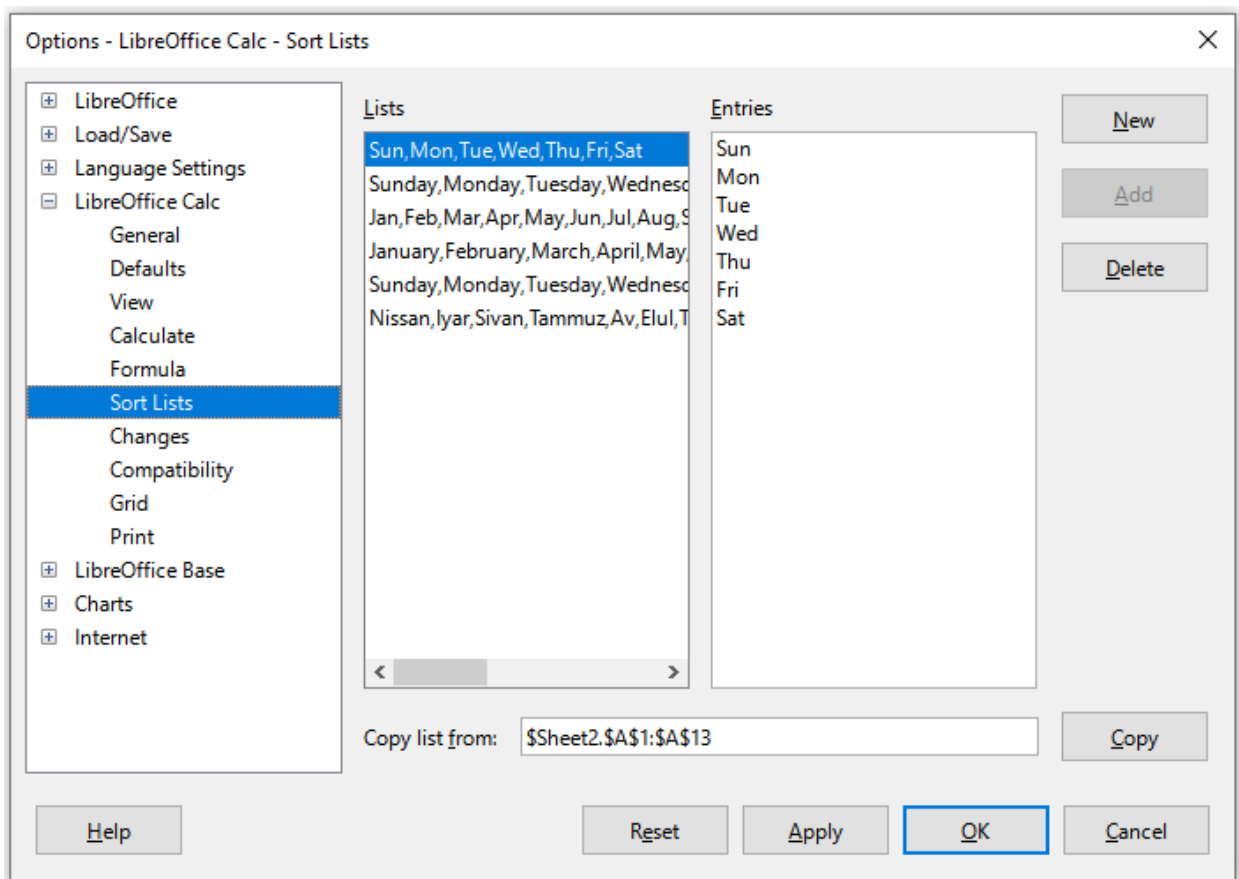 Options - LibreOffice Calc - Sort Lists
LibreOffice
Load/Save
Language Settings
LibreOffice Calc
General
Defaults
View
Calculate
Formula
Sort Lists
Changes
Compatibility
Grid
Print
LibreOffice Base
Charts
Internet
Lists
Sun,Mon,Tue,Wed,Thu,Fri,Sat
Sunday,Monday,Tuesday,Wednesd
Jan,Feb,Mar,Apr,May,Jun,Jul,Aug,S
January,February,March,April,May,
Sunday,Monday,Tuesday,Wednesd
Nissan,Iyar,Sivan,Tammuz,Av,Elul,T
Entries
Sun
Mon
Tue
Wed
Thu
Fri
Sat
New
Add
Delete
Copy list from: $Sheet2.$A$1:$A$13
Copy
Help
Reset
Apply
OK
Cancel